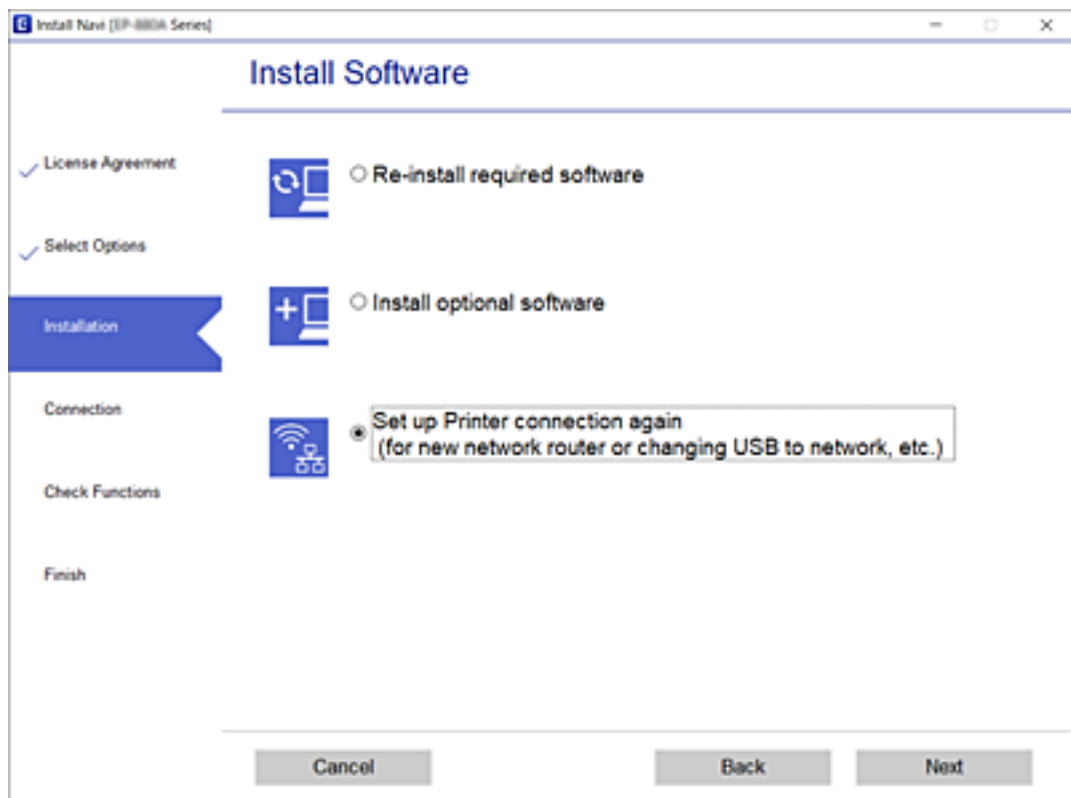 Install Navi [EP-880A Series]
Install Software
License Agreement
Select Options
Installation
Connection
Check Functions
Finish
Re-install required software
Install optional software
Set up Printer connection again
(for new network router or changing USB to network, etc.)
Cancel
Back
Next